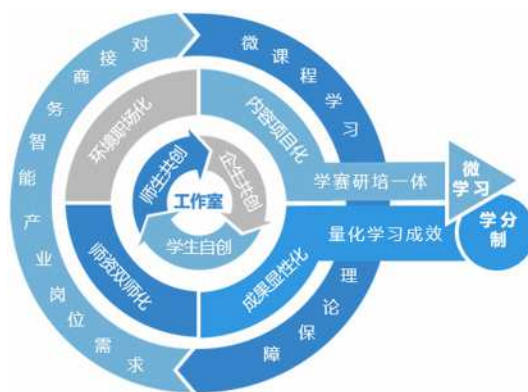 对接商务智能产业岗位需求
微课程学习
理论保障
环境职场化
内容项目化
师资双师化
成果显性化
师生共创
企生共创
学生自创
工作室
学赛研培一体
微
学习
量化学习成效
学分
制